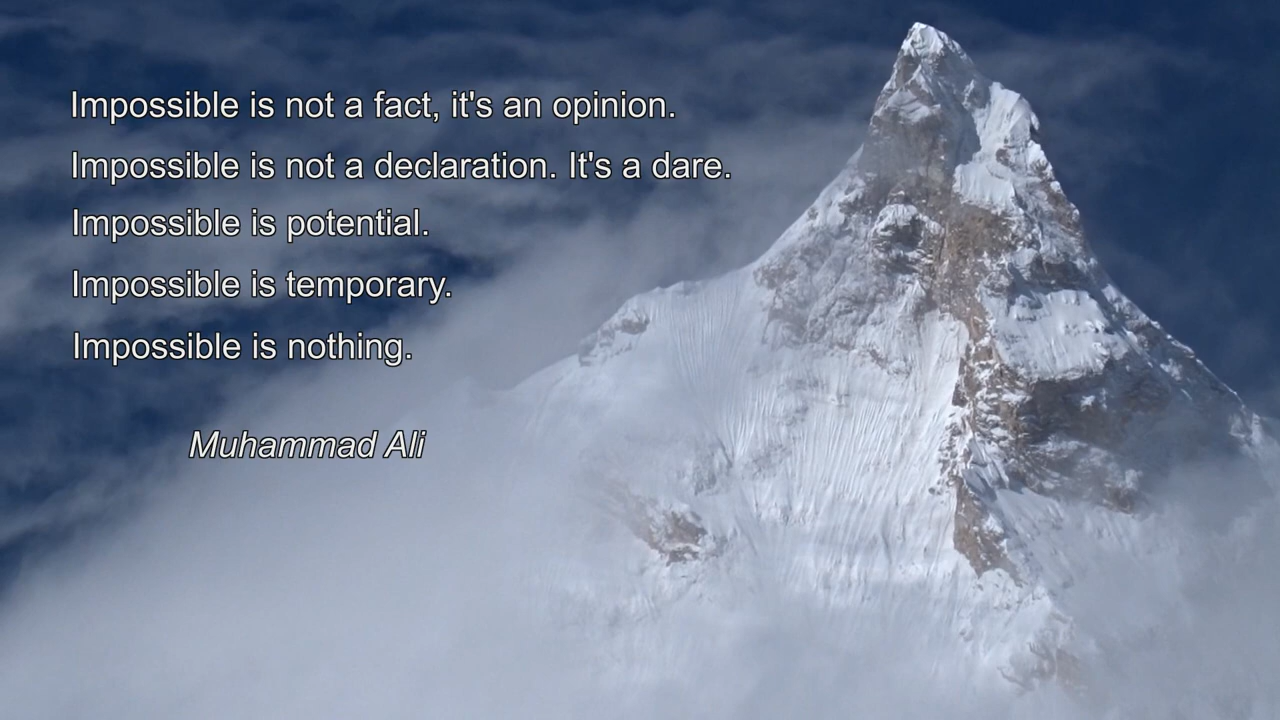 Impossible is not a fact, it's an opinion.
Impossible is not a declaration. It's a dare.
Impossible is potential.
Impossible is temporary.
Impossible is nothing.
Muhammad Ali